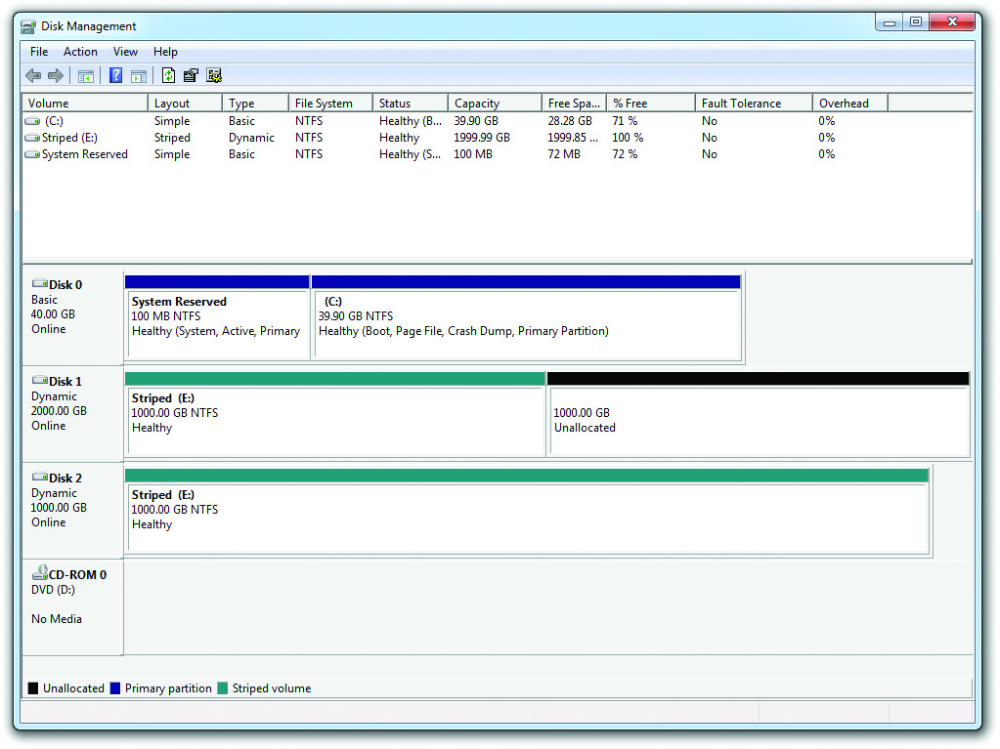 Disk Management
File Action View Help
Volume Layout Type File System Status Capacity Free Spa... % Free Fault Tolerance Overhead
(C:) Simple Basic NTFS Healthy (B... 39.90 GB 28.28 GB 71 % No 0%
Striped (E:) Striped Dynamic NTFS Healthy 1999.99 GB 1999.85 ... 100 % No 0%
System Reserved Simple Basic NTFS Healthy (S... 100 MB 72 MB 72 % No 0%
Disk 0
Basic
40.00 GB
Online
System Reserved
100 MB NTFS
Healthy (System, Active, Primary
(C:)
39.90 GB NTFS
Healthy (Boot, Page File, Crash Dump, Primary Partition)
Disk 1
Dynamic
2000.00 GB
Online
Striped (E:)
1000.00 GB NTFS
Healthy
1000.00 GB
Unallocated
Disk 2
Dynamic
1000.00 GB
Online
Striped (E:)
1000.00 GB NTFS
Healthy
CD-ROM 0
DVD (D:)
No Media
Unallocated Primary partition Striped volume